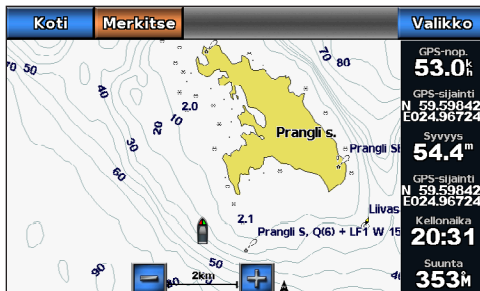 Koti
Merkitse
Valikko
GPS-nop.
53.0 k/h
GPS-sijainti
N 59.59842
E024.96724
Syvyys
54.4 m
GPS-sijainti
N 59.59842
E024.96724
Kellonaika
20:31
Suunta
353°M
70
80
70 50
40
2.0
20
10
30
60
Prangli s.
Prangli S
Liivas
2.1
Prangli S, Q(6) + LF1 W 15
50
90
80
2km